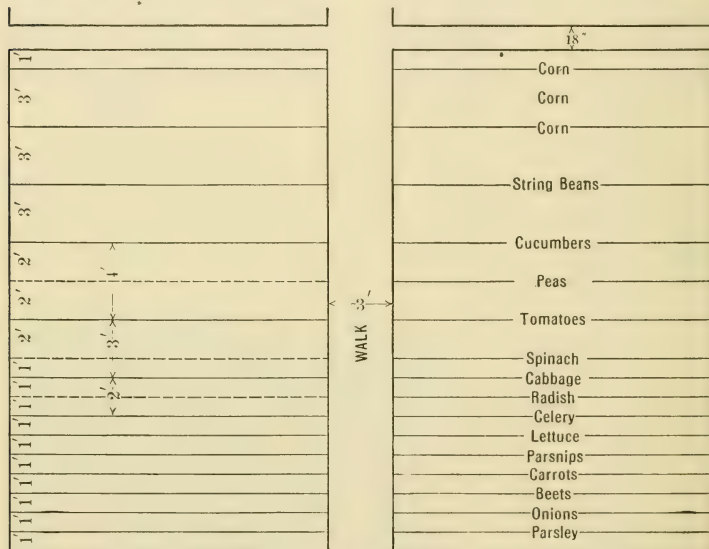 18"
1'
3'
3'
3'
2'
2'
2'
1'
1'
1'
1'
1'
1'
1'
1'
1'
1'
4'
3'
2'
WALK
3'
Corn
Corn
Corn
String Beans
Cucumbers
Peas
Tomatoes
Spinach
Cabbage
Radish
Celery
Lettuce
Parsnips
Carrots
Beets
Onions
Parsley